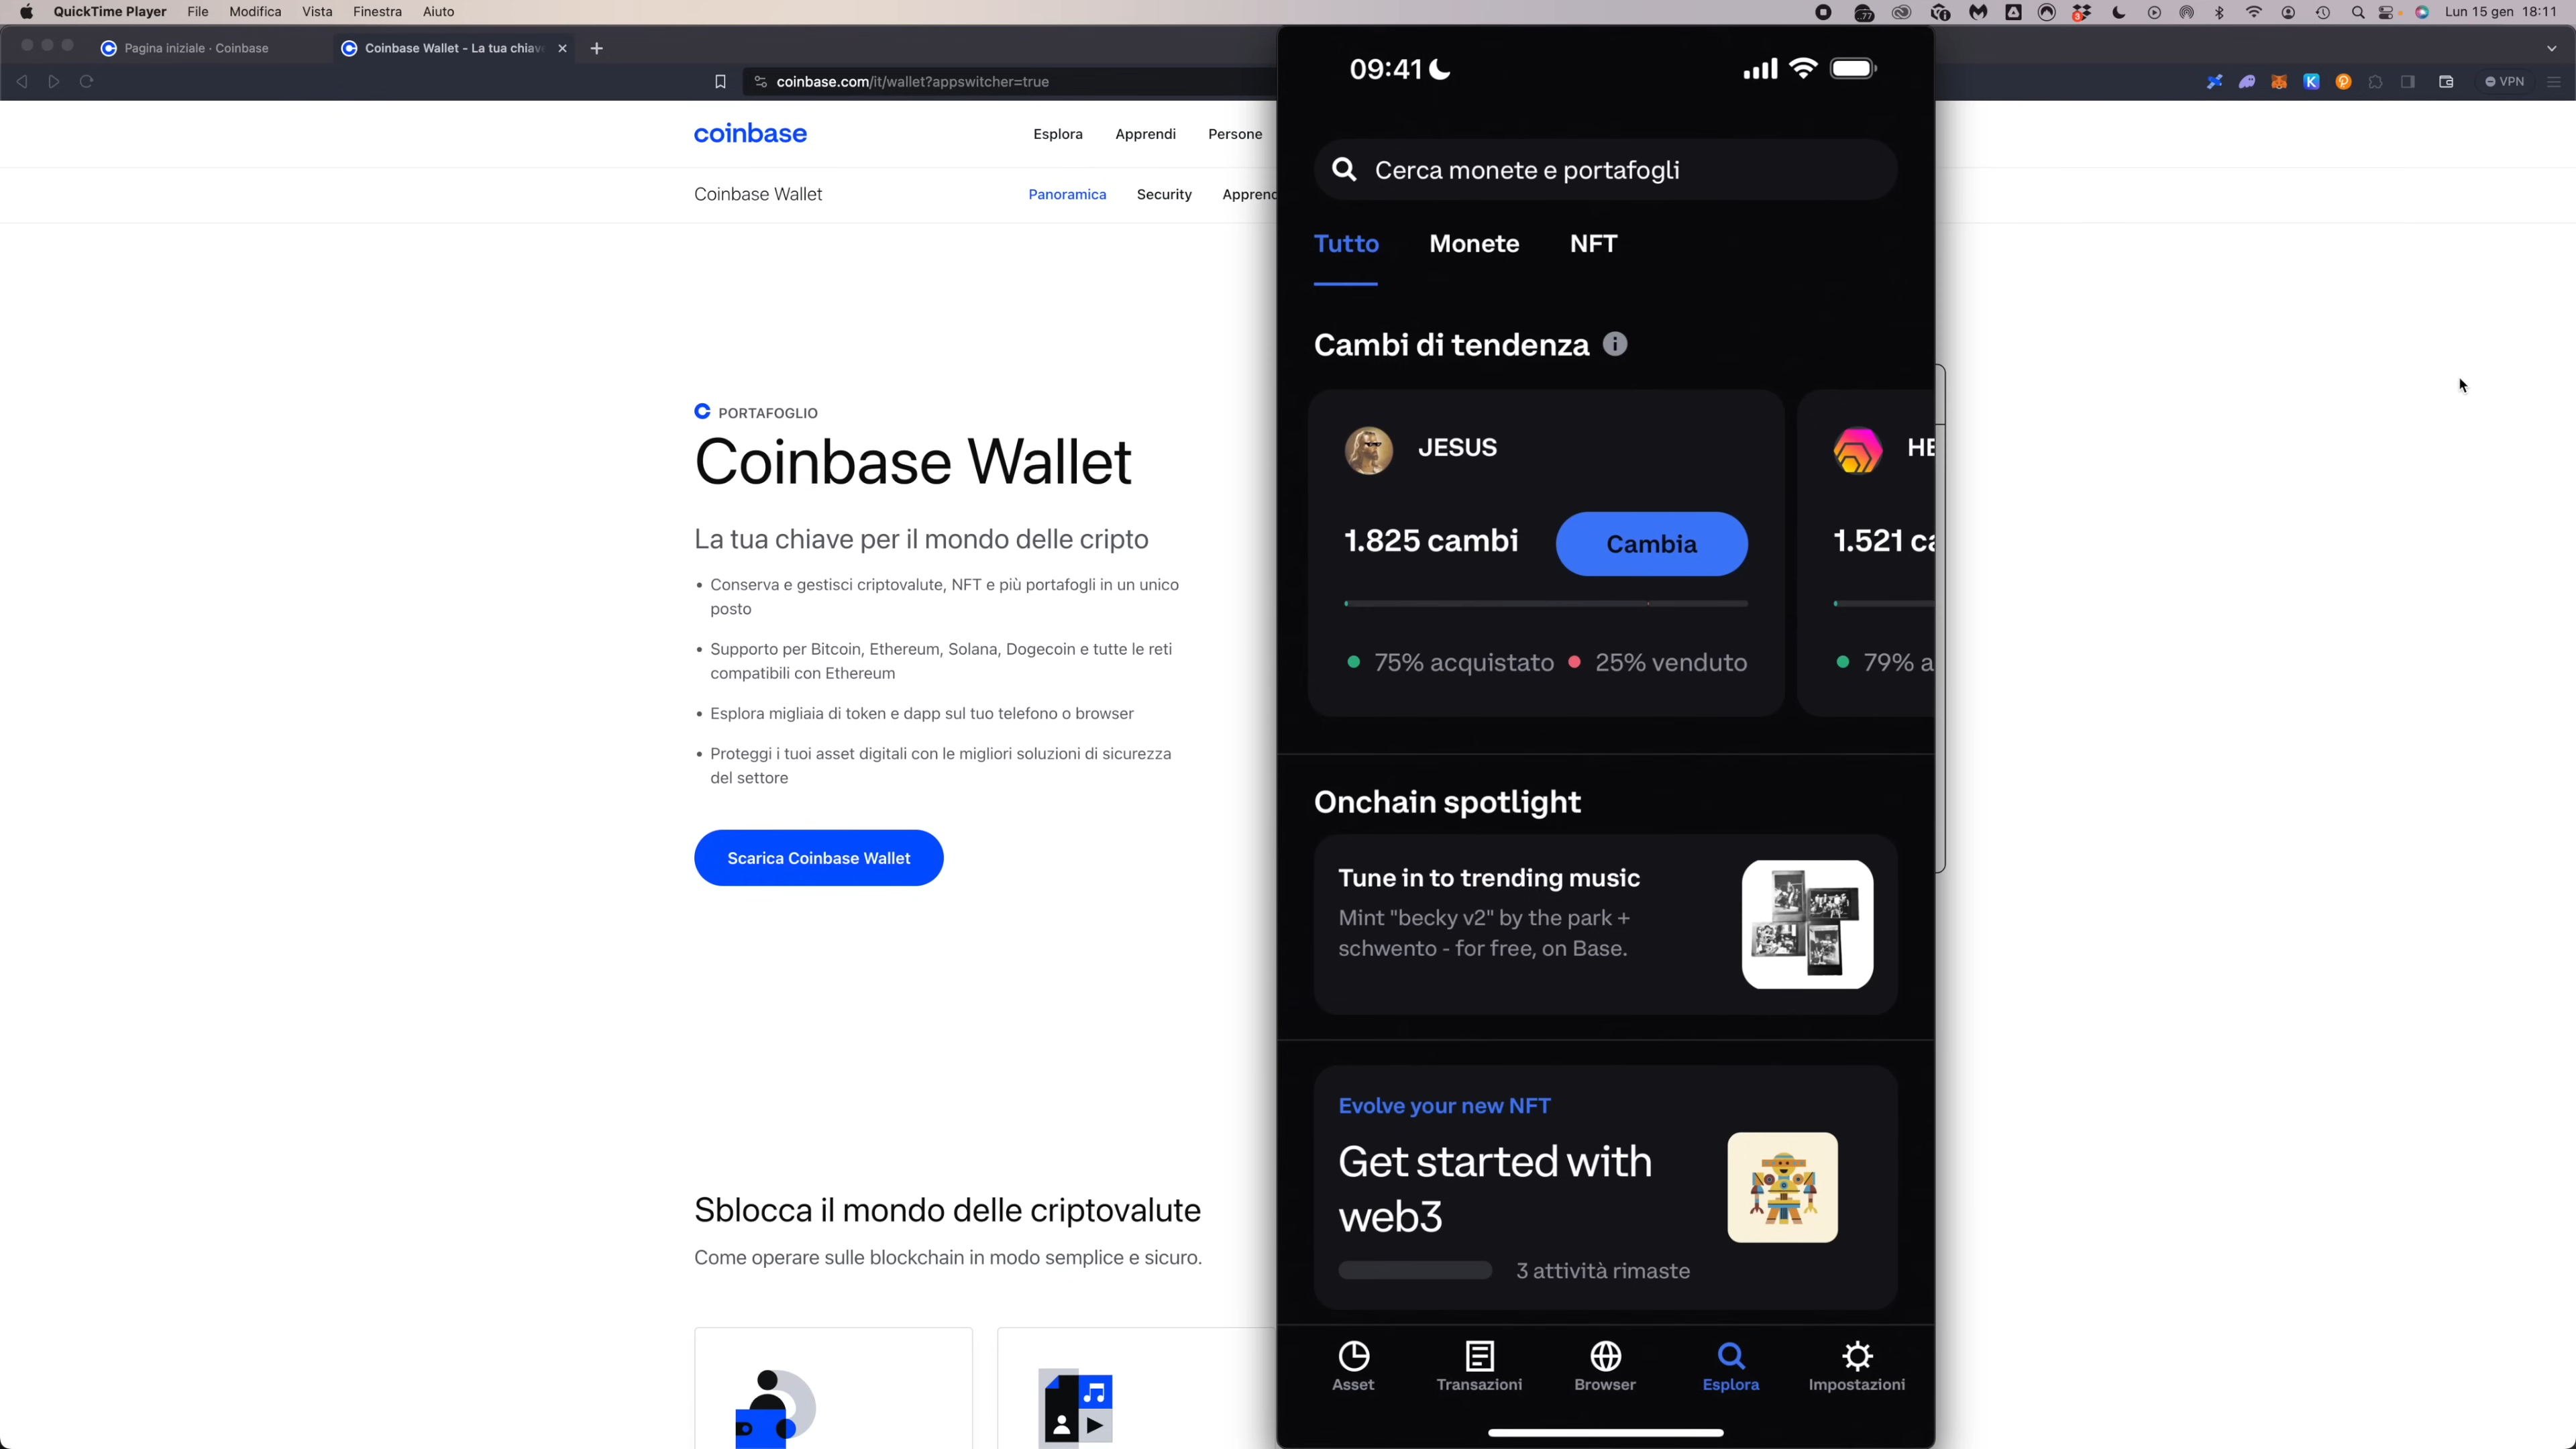 QuickTime Player File Modifica Vista Finestra Aiuto
77
3
Lun 15 gen 18:11
Pagina iniziale · Coinbase
Coinbase Wallet - La tua chiav
coinbase.com/it/wallet?appswitcher=true
VPN
coinbase
Esplora Apprendi Persone
Coinbase Wallet
Panoramica Security Apprend
PORTAFOGLIO
Coinbase Wallet
La tua chiave per il mondo delle cripto
• Conserva e gestisci criptovalute, NFT e più portafogli in un unico
posto
• Supporto per Bitcoin, Ethereum, Solana, Dogecoin e tutte le reti
compatibili con Ethereum
• Esplora migliaia di token e dapp sul tuo telefono o browser
• Proteggi i tuoi asset digitali con le migliori soluzioni di sicurezza
del settore
Scarica Coinbase Wallet
Sblocca il mondo delle criptovalute
Come operare sulle blockchain in modo semplice e sicuro.
09:41
Cerca monete e portafogli
Tutto Monete NFT
Cambi di tendenza
JESUS
1.825 cambi
Cambia
75% acquistato 25% venduto
HE
1.521 ca
79% a
Onchain spotlight
Tune in to trending music
Mint "becky v2" by the park +
schwento - for free, on Base.
Evolve your new NFT
Get started with
web3
3 attività rimaste
Asset Transazioni Browser Esplora Impostazioni